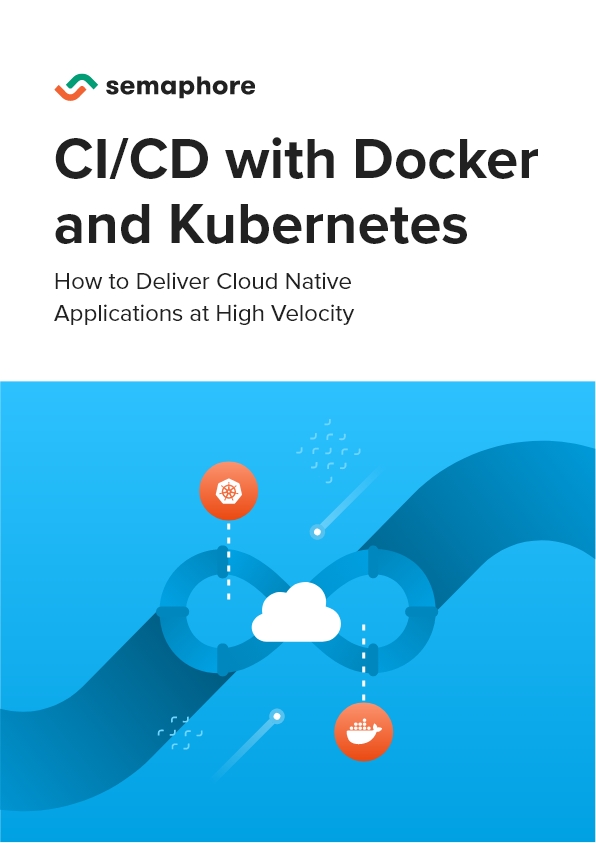 semaphore
CI/CD with Docker
and Kubernetes
How to Deliver Cloud Native
Applications at High Velocity